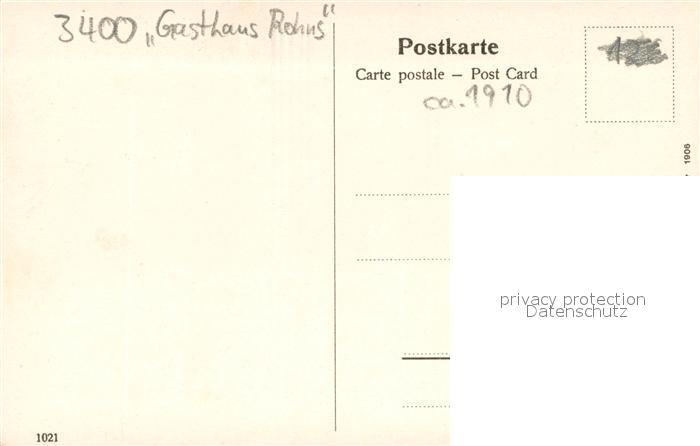 3400 „Gasthaus Rohns"
Postkarte
Carte postale – Post Card
ca. 1910
1906
privacy protection
Datenschutz
1021